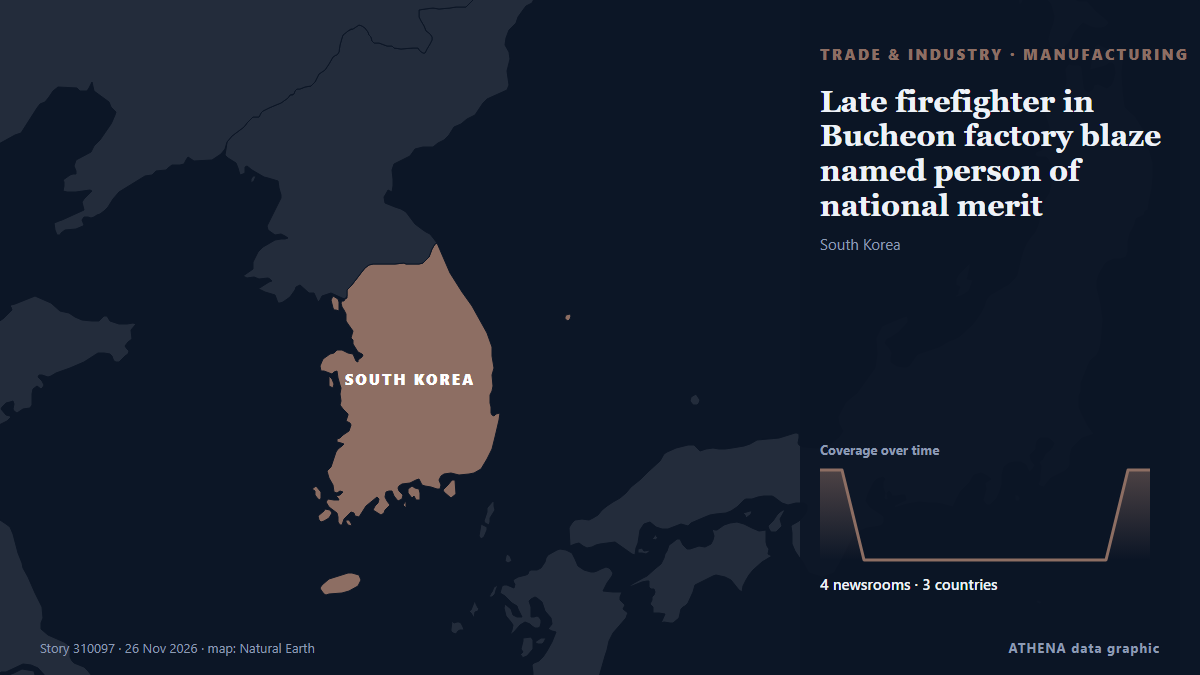 TRADE & INDUSTRY · MANUFACTURING
Late firefighter in
Bucheon factory blaze
named person of
national merit
South Korea
SOUTH KOREA
Coverage over time
4 newsrooms · 3 countries
Story 310097 · 26 Nov 2026 · map: Natural Earth
ATHENA data graphic